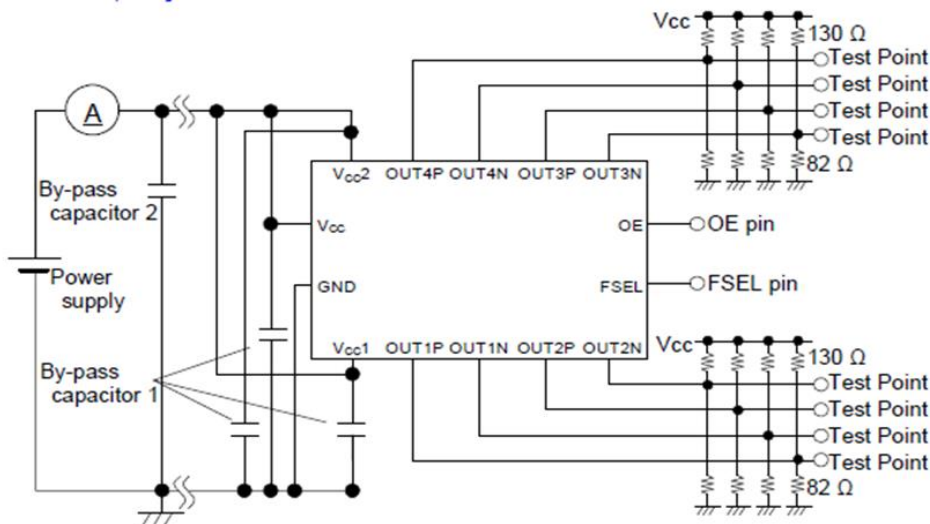 Vcc
130 Ω
Test Point
Test Point
Test Point
Test Point
82 Ω
A
By-pass
capacitor 2
Power
supply
By-pass
capacitor 1
Vcc2 OUT4P OUT4N OUT3P OUT3N
Vcc
OE
OE pin
GND
FSEL
FSEL pin
Vcc1 OUT1P OUT1N OUT2P OUT2N
Vcc
130 Ω
Test Point
Test Point
Test Point
Test Point
82 Ω